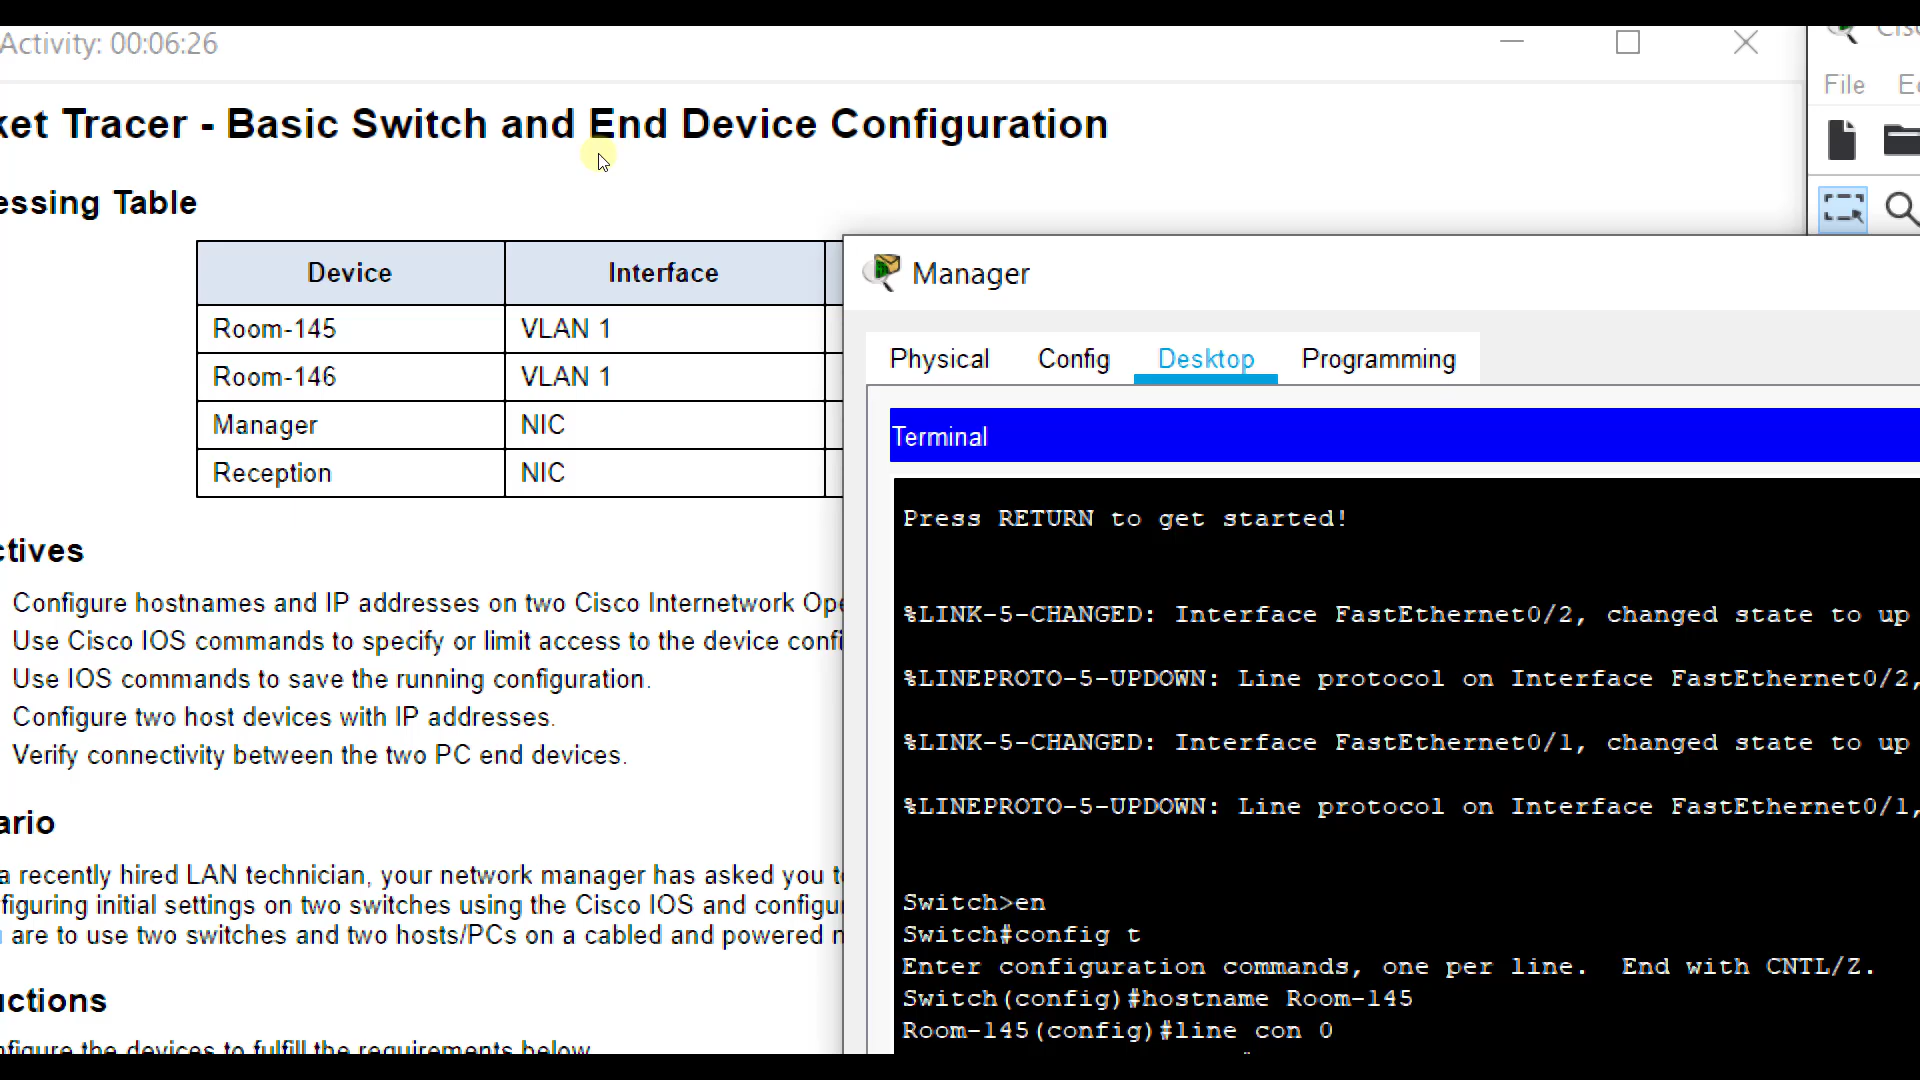 Activity: 00:06:26
File
ket Tracer - Basic Switch and End Device Configuration
essing Table
Device Interface
Room-145 VLAN 1
Room-146 VLAN 1
Manager NIC
Reception NIC
ctives
Configure hostnames and IP addresses on two Cisco Internetwork Ope
Use Cisco IOS commands to specify or limit access to the device confi
Use IOS commands to save the running configuration.
Configure two host devices with IP addresses.
Verify connectivity between the two PC end devices.
ario
a recently hired LAN technician, your network manager has asked you t
figuring initial settings on two switches using the Cisco IOS and configu
are to use two switches and two hosts/PCs on a cabled and powered n
uctions
nfigure the devices to fulfill the requirements below
Manager
Physical Config Desktop Programming
Terminal
Press RETURN to get started!
%LINK-5-CHANGED: Interface FastEthernet0/2, changed state to up
%LINEPROTO-5-UPDOWN: Line protocol on Interface FastEthernet0/2,
%LINK-5-CHANGED: Interface FastEthernet0/1, changed state to up
%LINEPROTO-5-UPDOWN: Line protocol on Interface FastEthernet0/1,
Switch>en
Switch#config t
Enter configuration commands, one per line. End with CNTL/Z.
Switch(config)#hostname Room-145
Room-145(config)#line con 0